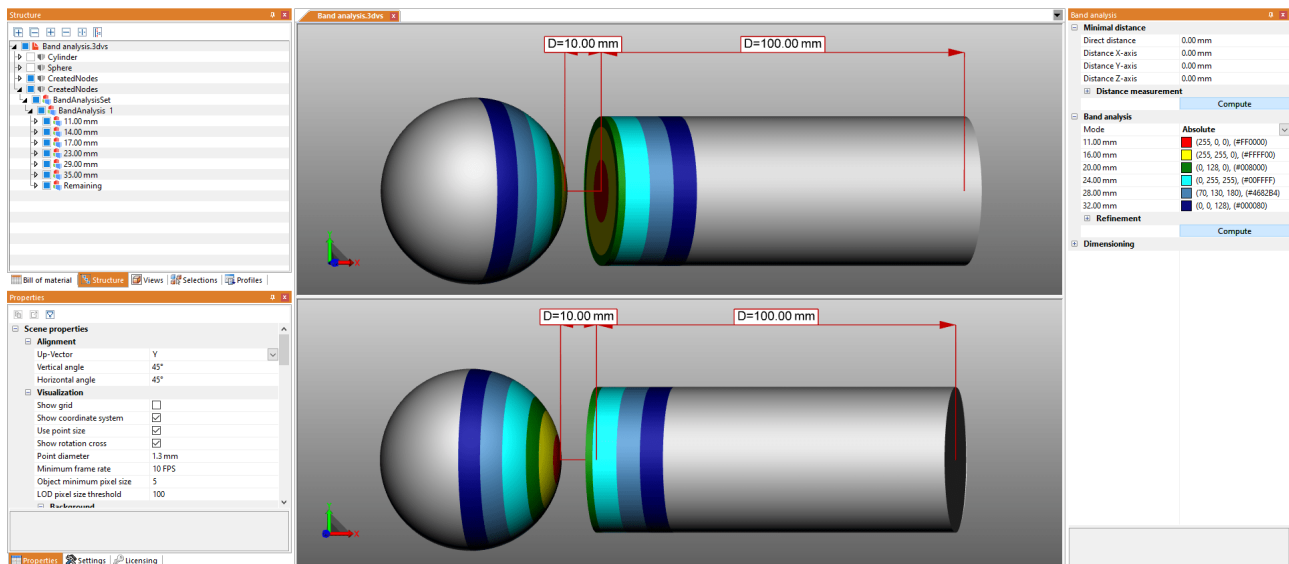 Structure
Band analysis.3dvs
Cylinder
Sphere
CreatedNodes
CreatedNodes
BandAnalysisSet
BandAnalysis 1
11.00 mm
14.00 mm
17.00 mm
23.00 mm
29.00 mm
35.00 mm
Remaining
Bill of material Structure Views Selections Profiles
Properties
Scene properties
Alignment
Up-Vector Y
Vertical angle 45°
Horizontal angle 45°
Visualization
Show grid
Show coordinate system
Use point size
Show rotation cross
Point diameter 1.3 mm
Minimum frame rate 10 FPS
Object minimum pixel size 5
LOD pixel size threshold 100
Background
Properties Settings Licensing
Band analysis.3dvs
D=10.00 mm D=100.00 mm
Y
X
D=10.00 mm D=100.00 mm
Y
X
Band analysis
Minimal distance
Direct distance 0.00 mm
Distance X-axis 0.00 mm
Distance Y-axis 0.00 mm
Distance Z-axis 0.00 mm
Distance measurement
Compute
Band analysis
Mode Absolute
11.00 mm (255, 0, 0), (#FF0000)
16.00 mm (255, 255, 0), (#FFFF00)
20.00 mm (0, 128, 0), (#008000)
24.00 mm (0, 255, 255), (#00FFFF)
28.00 mm (70, 130, 180), (#4682B4)
32.00 mm (0, 0, 128), (#000080)
Refinement
Compute
Dimensioning